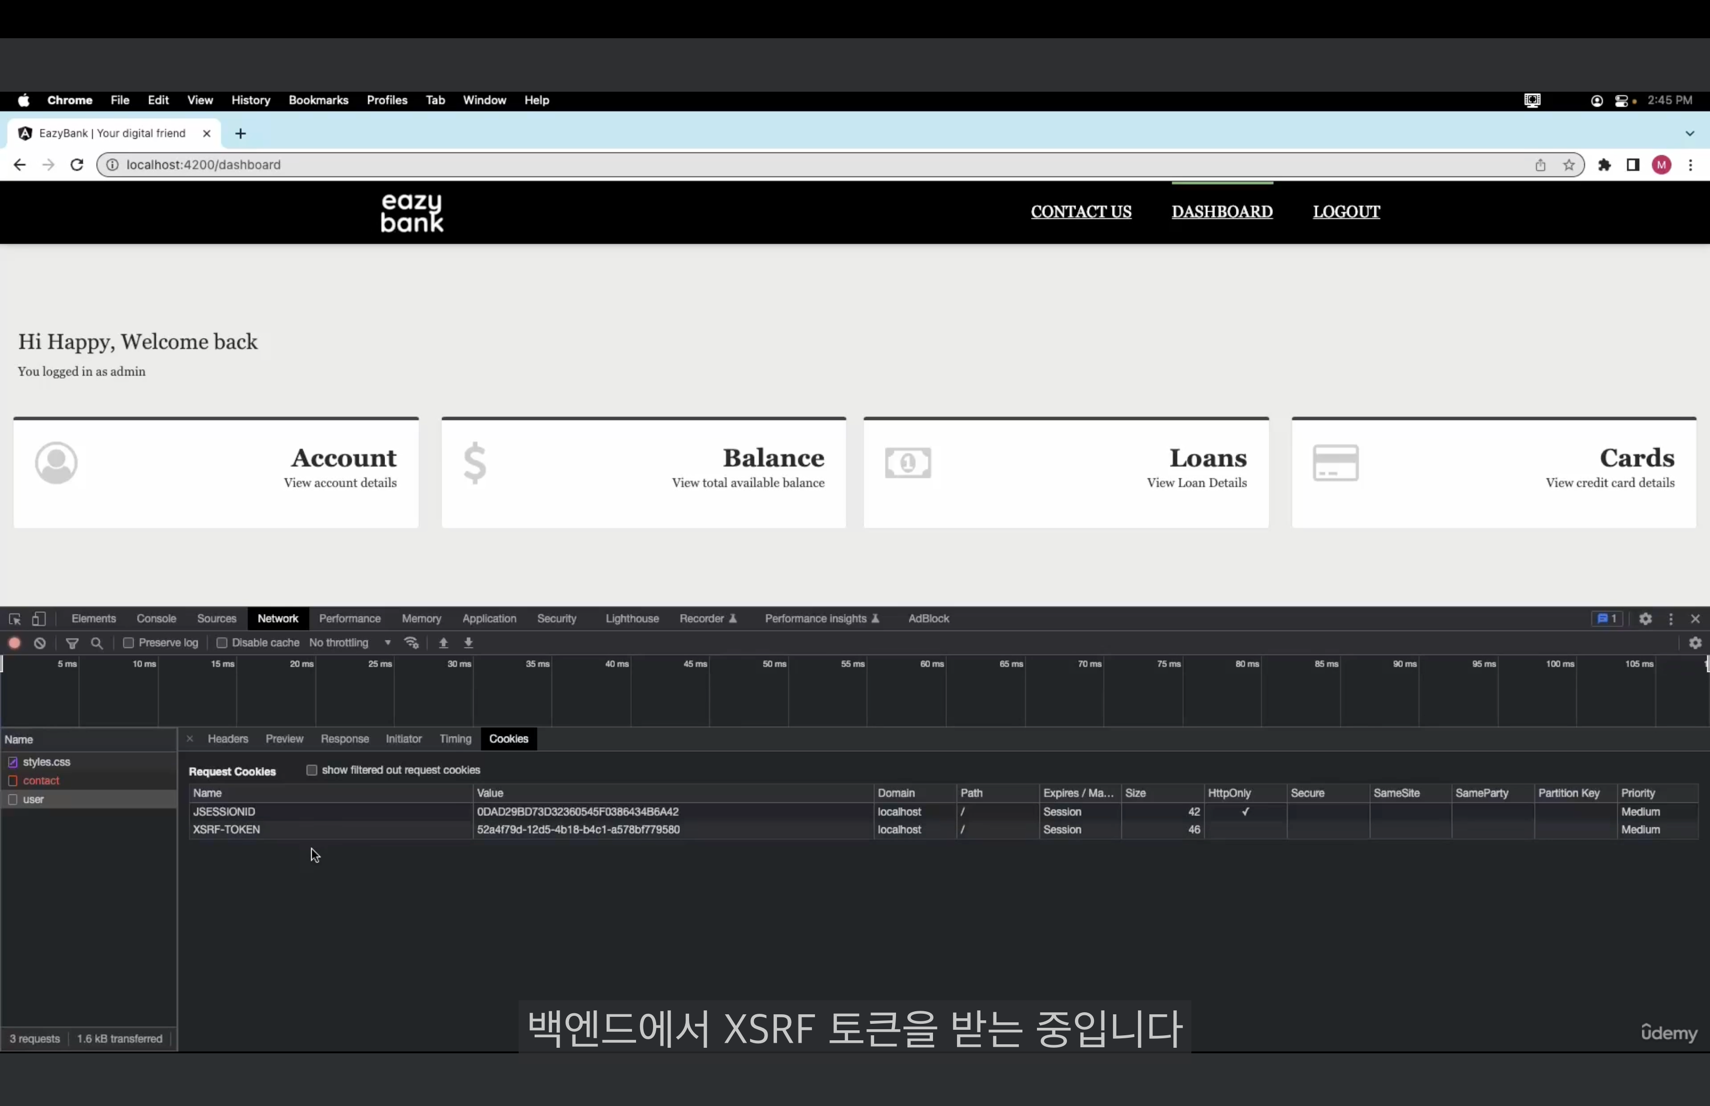 Chrome File Edit View History Bookmarks Profiles Tab Window Help 2:45 PM
EazyBank | Your digital friend
localhost:4200/dashboard M
eazy
bank
CONTACT US DASHBOARD LOGOUT
Hi Happy, Welcome back
You logged in as admin
Account
View account details
Balance
View total available balance
1
Loans
View Loan Details
Cards
View credit card details
Elements Console Sources Network Performance Memory Application Security Lighthouse Recorder Performance insights AdBlock 1
Preserve log Disable cache No throttling
5 ms 10 ms 15 ms 20 ms 25 ms 30 ms 35 ms 40 ms 45 ms 50 ms 55 ms 60 ms 65 ms 70 ms 75 ms 80 ms 85 ms 90 ms 95 ms 100 ms 105 ms
Name Headers Preview Response Initiator Timing Cookies
styles.css
contact
user
Request Cookies show filtered out request cookies
Name Value Domain Path Expires / Ma... Size HttpOnly Secure SameSite SameParty Partition Key Priority
JSESSIONID 0DAD29BD73D32360545F0386434B6A42 localhost / Session 42 ✓ Medium
XSRF-TOKEN 52a4f79d-12d5-4b18-b4c1-a578bf779580 localhost / Session 46 Medium
백엔드에서 XSRF 토큰을 받는 중입니다
3 requests 1.6 kB transferred
ûdemy